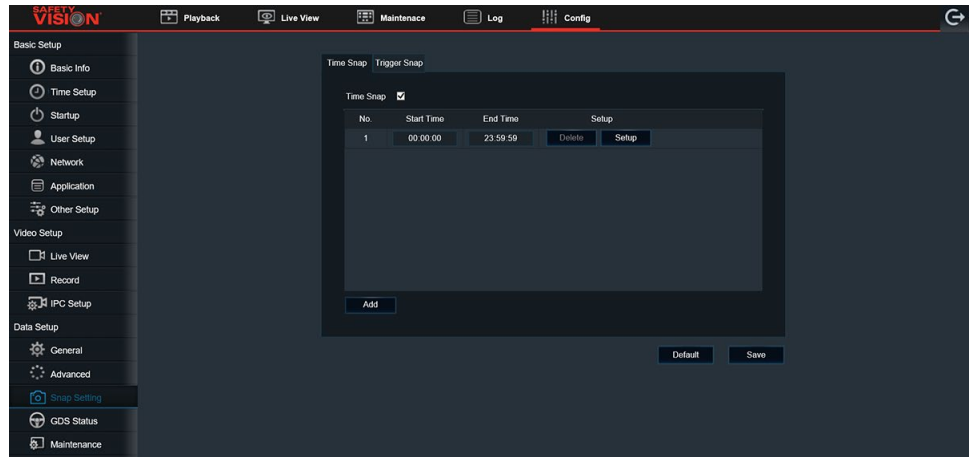 SAFETY
VISION
Playback
Live View
Maintenace
Log
Config
Basic Setup
Basic Info
Time Setup
Startup
User Setup
Network
Application
Other Setup
Video Setup
Live View
Record
IPC Setup
Data Setup
General
Advanced
Snap Setting
GDS Status
Maintenance
Time Snap Trigger Snap
Time Snap
No. Start Time End Time Setup
1 00:00:00 23:59:59 Delete Setup
Add
Default Save